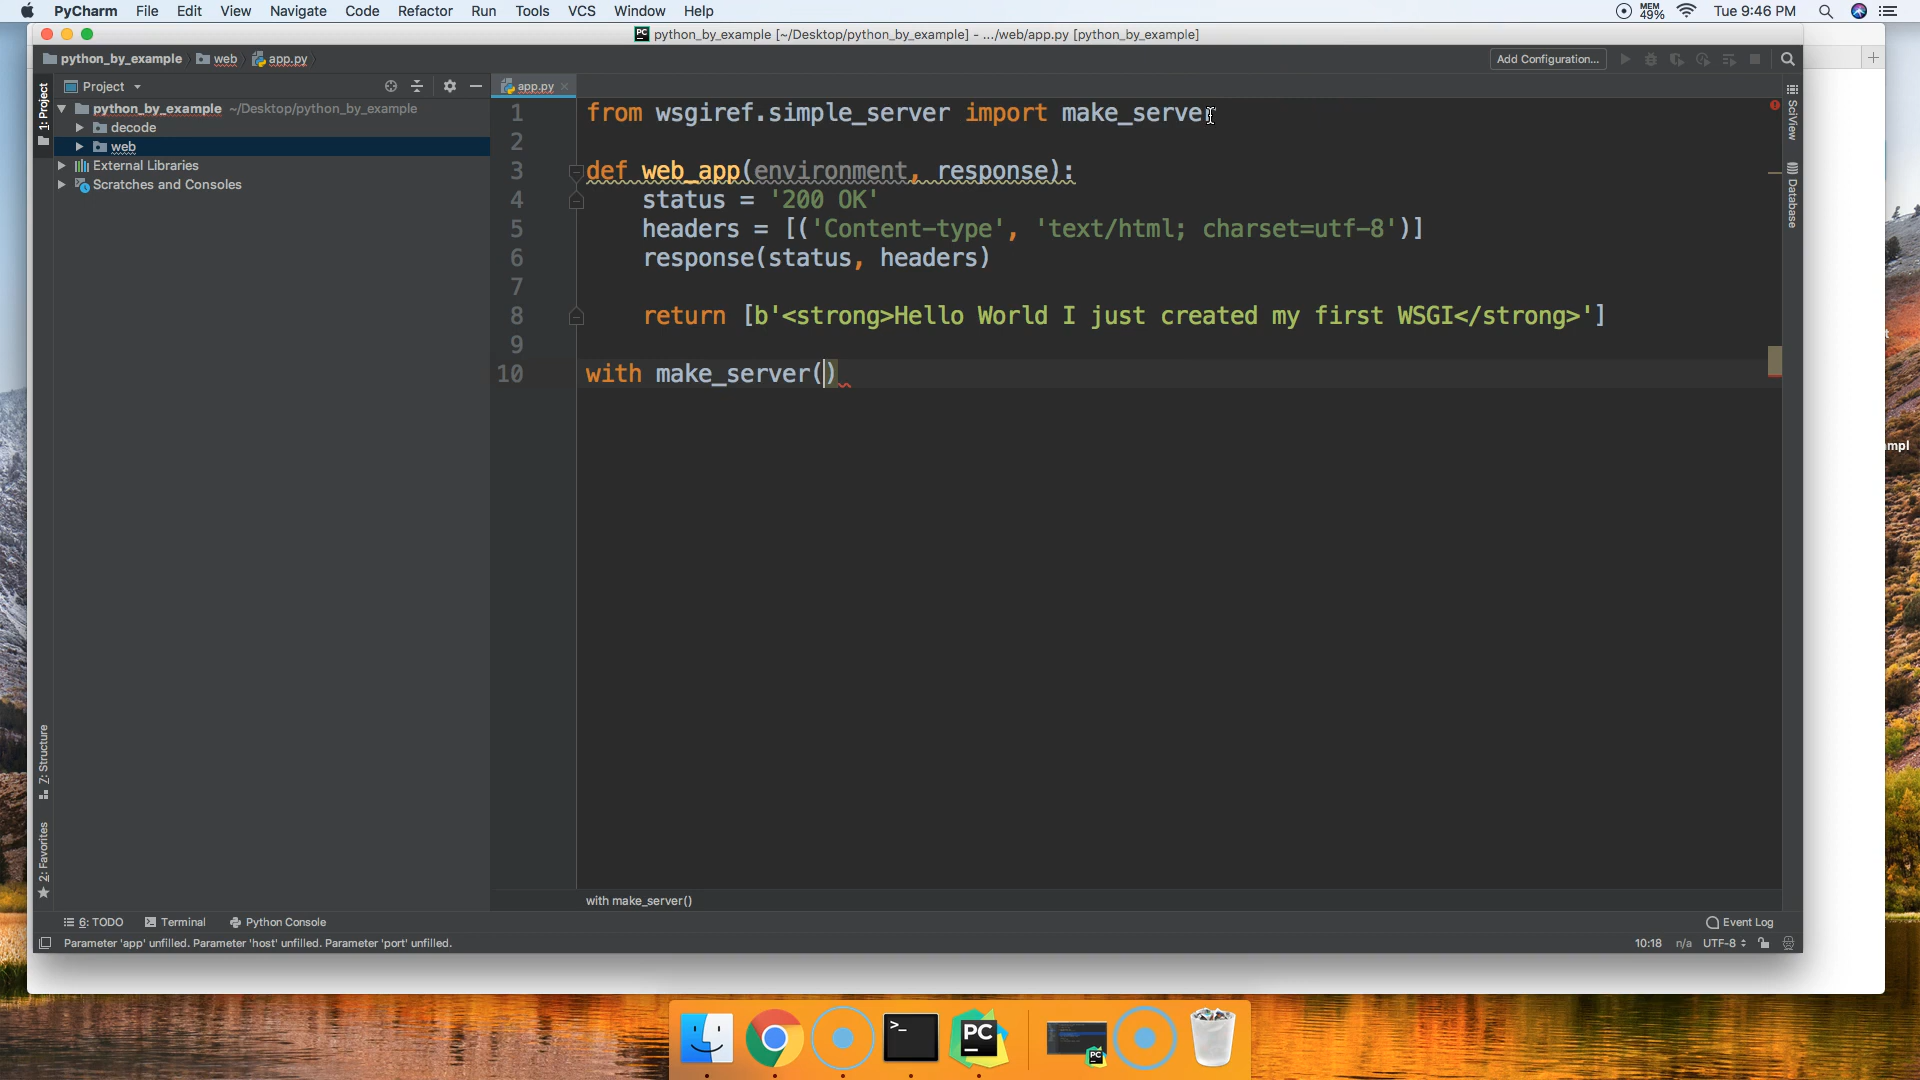 PyCharm File Edit View Navigate Code Refactor Run Tools VCS Window Help MEM 49% Tue 9:46 PM
PC python_by_example [~/Desktop/python_by_example] - .../web/app.py [python_by_example]
python_by_example web app.py Add Configuration...
Project app.py
python_by_example ~/Desktop/python_by_example
decode
web
External Libraries
Scratches and Consoles
1: Project
7: Structure
2: Favorites
1 from wsgiref.simple_server import make_server
2
3 def web_app(environment, response):
4 status = '200 OK'
5 headers = [('Content-type', 'text/html; charset=utf-8')]
6 response(status, headers)
7
8 return [b'<strong>Hello World I just created my first WSGI</strong>']
9
10 with make_server()
SciView
Database
ampl
with make_server()
6: TODO Terminal Python Console Event Log
Parameter 'app' unfilled. Parameter 'host' unfilled. Parameter 'port' unfilled. 10:18 n/a UTF-8
>_ PC PC